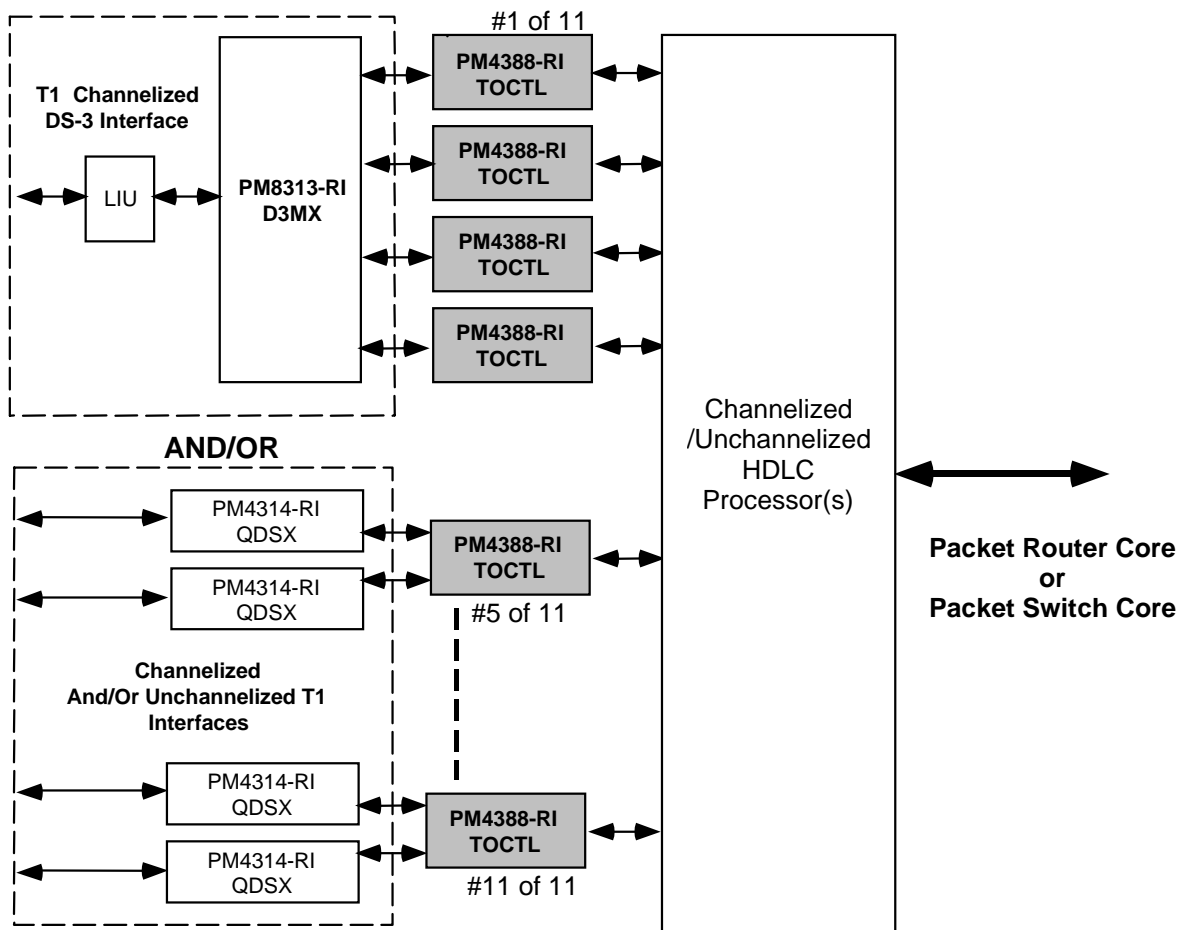 #1 of 11
T1 Channelized
DS-3 Interface
LIU
PM8313-RI
D3MX
PM4388-RI
TOCTL
PM4388-RI
TOCTL
PM4388-RI
TOCTL
PM4388-RI
TOCTL
Channelized
/Unchannelized
HDLC
Processor(s)
AND/OR
PM4314-RI
QDSX
PM4314-RI
QDSX
PM4388-RI
TOCTL
#5 of 11
Channelized
And/Or Unchannelized T1
Interfaces
PM4314-RI
QDSX
PM4314-RI
QDSX
PM4388-RI
TOCTL
#11 of 11
Packet Router Core
or
Packet Switch Core